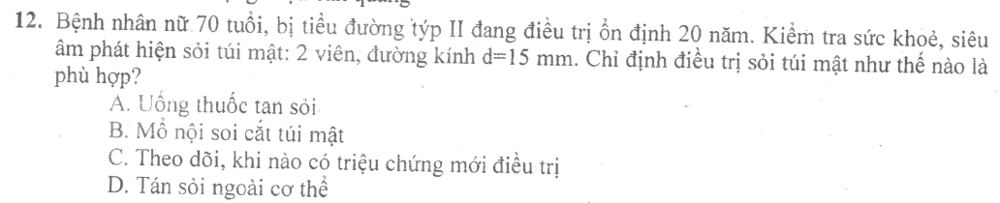 12. Bệnh nhân nữ 70 tuổi, bị tiểu đường týp II đang điều trị ổn định 20 năm. Kiểm tra sức khoẻ, siêu
âm phát hiện sỏi túi mật: 2 viên, đường kính d=15 mm. Chỉ định điều trị sỏi túi mật như thế nào là
phù hợp?
A. Uống thuốc tan sỏi
B. Mổ nội soi cắt túi mật
C. Theo dõi, khi nào có triệu chứng mới điều trị
D. Tán sỏi ngoài cơ thể